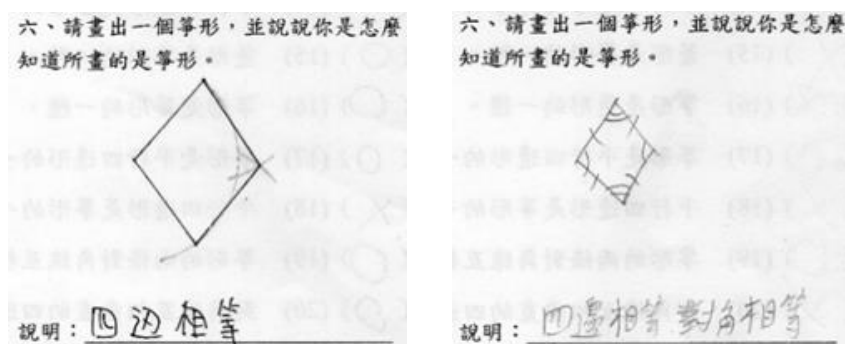 六、請畫出一個箏形，並說說你是怎麼
知道所畫的是箏形。
說明：四边相等
六、請畫出一個箏形，並說說你是怎麼
知道所畫的是箏形。
說明：四邊相等 對角相等